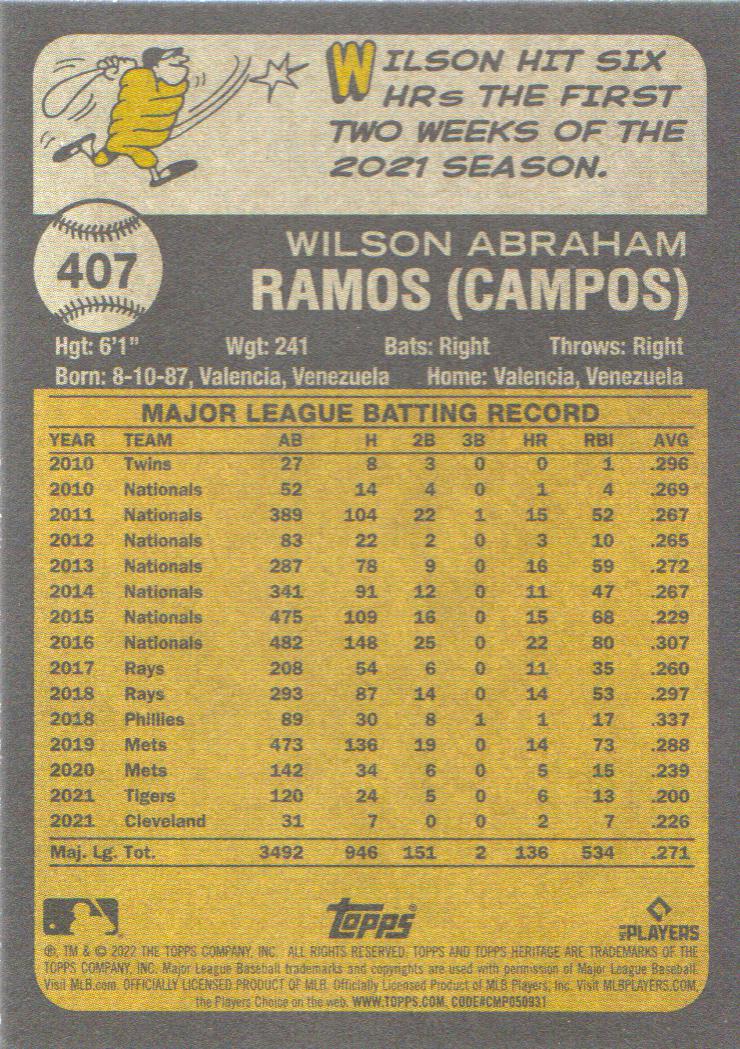 WILSON HIT SIX
HRs THE FIRST
TWO WEEKS OF THE
2021 SEASON.
407
WILSON ABRAHAM
RAMOS (CAMPOS)
Hgt: 6'1" Wgt: 241 Bats: Right Throws: Right
Born: 8-10-87, Valencia, Venezuela Home: Valencia, Venezuela
MAJOR LEAGUE BATTING RECORD
YEAR TEAM AB H 2B 3B HR RBI AVG
2010 Twins 27 8 3 0 0 1 .296
2010 Nationals 52 14 4 0 1 4 .269
2011 Nationals 389 104 22 1 15 52 .267
2012 Nationals 83 22 2 0 3 10 .265
2013 Nationals 287 78 9 0 16 59 .272
2014 Nationals 341 91 12 0 11 47 .267
2015 Nationals 475 109 16 0 15 68 .229
2016 Nationals 482 148 25 0 22 80 .307
2017 Rays 208 54 6 0 11 35 .260
2018 Rays 293 87 14 0 14 53 .297
2018 Phillies 89 30 8 1 1 17 .337
2019 Mets 473 136 19 0 14 73 .288
2020 Mets 142 34 6 0 5 15 .239
2021 Tigers 120 24 5 0 6 13 .200
2021 Cleveland 31 7 0 0 2 7 .226
Maj. Lg. Tot. 3492 946 151 2 136 534 .271
Topps
MLB PLAYERS
®, TM & © 2022 THE TOPPS COMPANY, INC. ALL RIGHTS RESERVED. TOPPS AND TOPPS HERITAGE ARE TRADEMARKS OF THE
TOPPS COMPANY, INC. Major League Baseball trademarks and copyrights are used with permission of Major League Baseball.
Visit MLB.com. OFFICIALLY LICENSED PRODUCT OF MLB. Officially Licensed Product of MLB Players, Inc. Visit MLBPLAYERS.COM,
the Players Choice on the web. WWW.TOPPS.COM. CODE#CMP050931